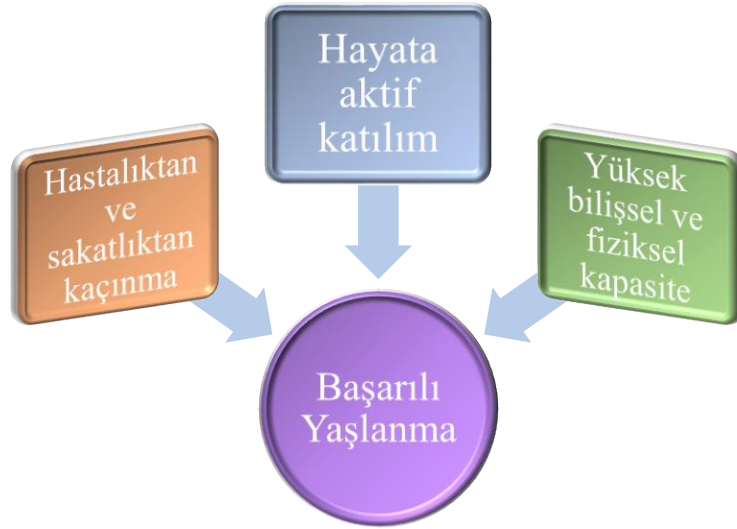 Hayata
aktif
katılım
Hastalıktan
ve
sakatlıktan
kaçınma
Yüksek
bilişsel ve
fiziksel
kapasite
Başarılı
Yaşlanma